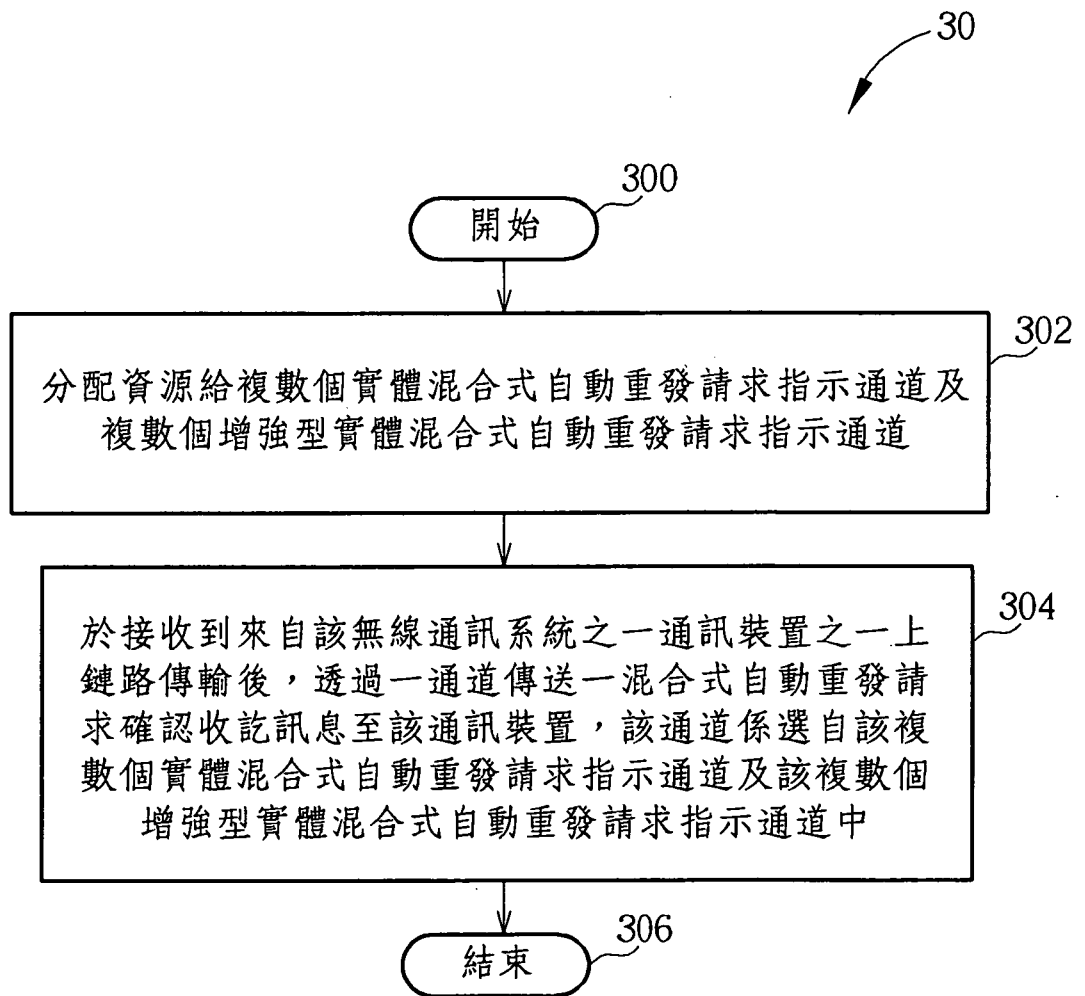 30
300
開始
302
分配資源給複數個實體混合式自動重發請求指示通道及
複數個增強型實體混合式自動重發請求指示通道
304
於接收到來自該無線通訊系統之一通訊裝置之一上
鏈路傳輸後，透過一通道傳送一混合式自動重發請
求確認收訖訊息至該通訊裝置，該通道係選自該複
數個實體混合式自動重發請求指示通道及該複數個
增強型實體混合式自動重發請求指示通道中
306
結束